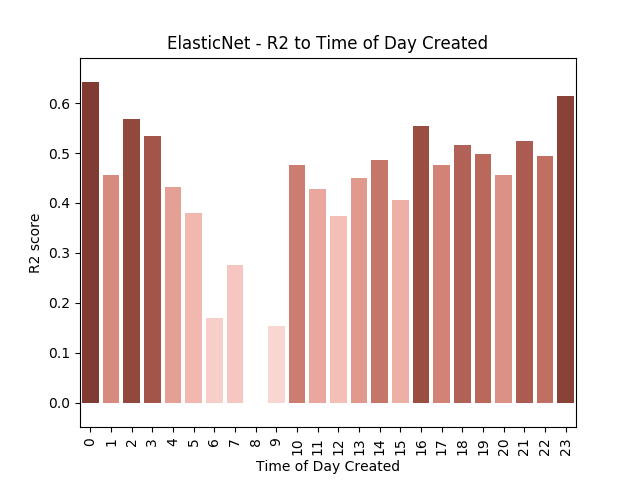 ElasticNet - R2 to Time of Day Created
R2 score
0.6
0.5
0.4
0.3
0.2
0.1
0.0
0 1 2 3 4 5 6 7 8 9 10 11 12 13 14 15 16 17 18 19 20 21 22 23
Time of Day Created